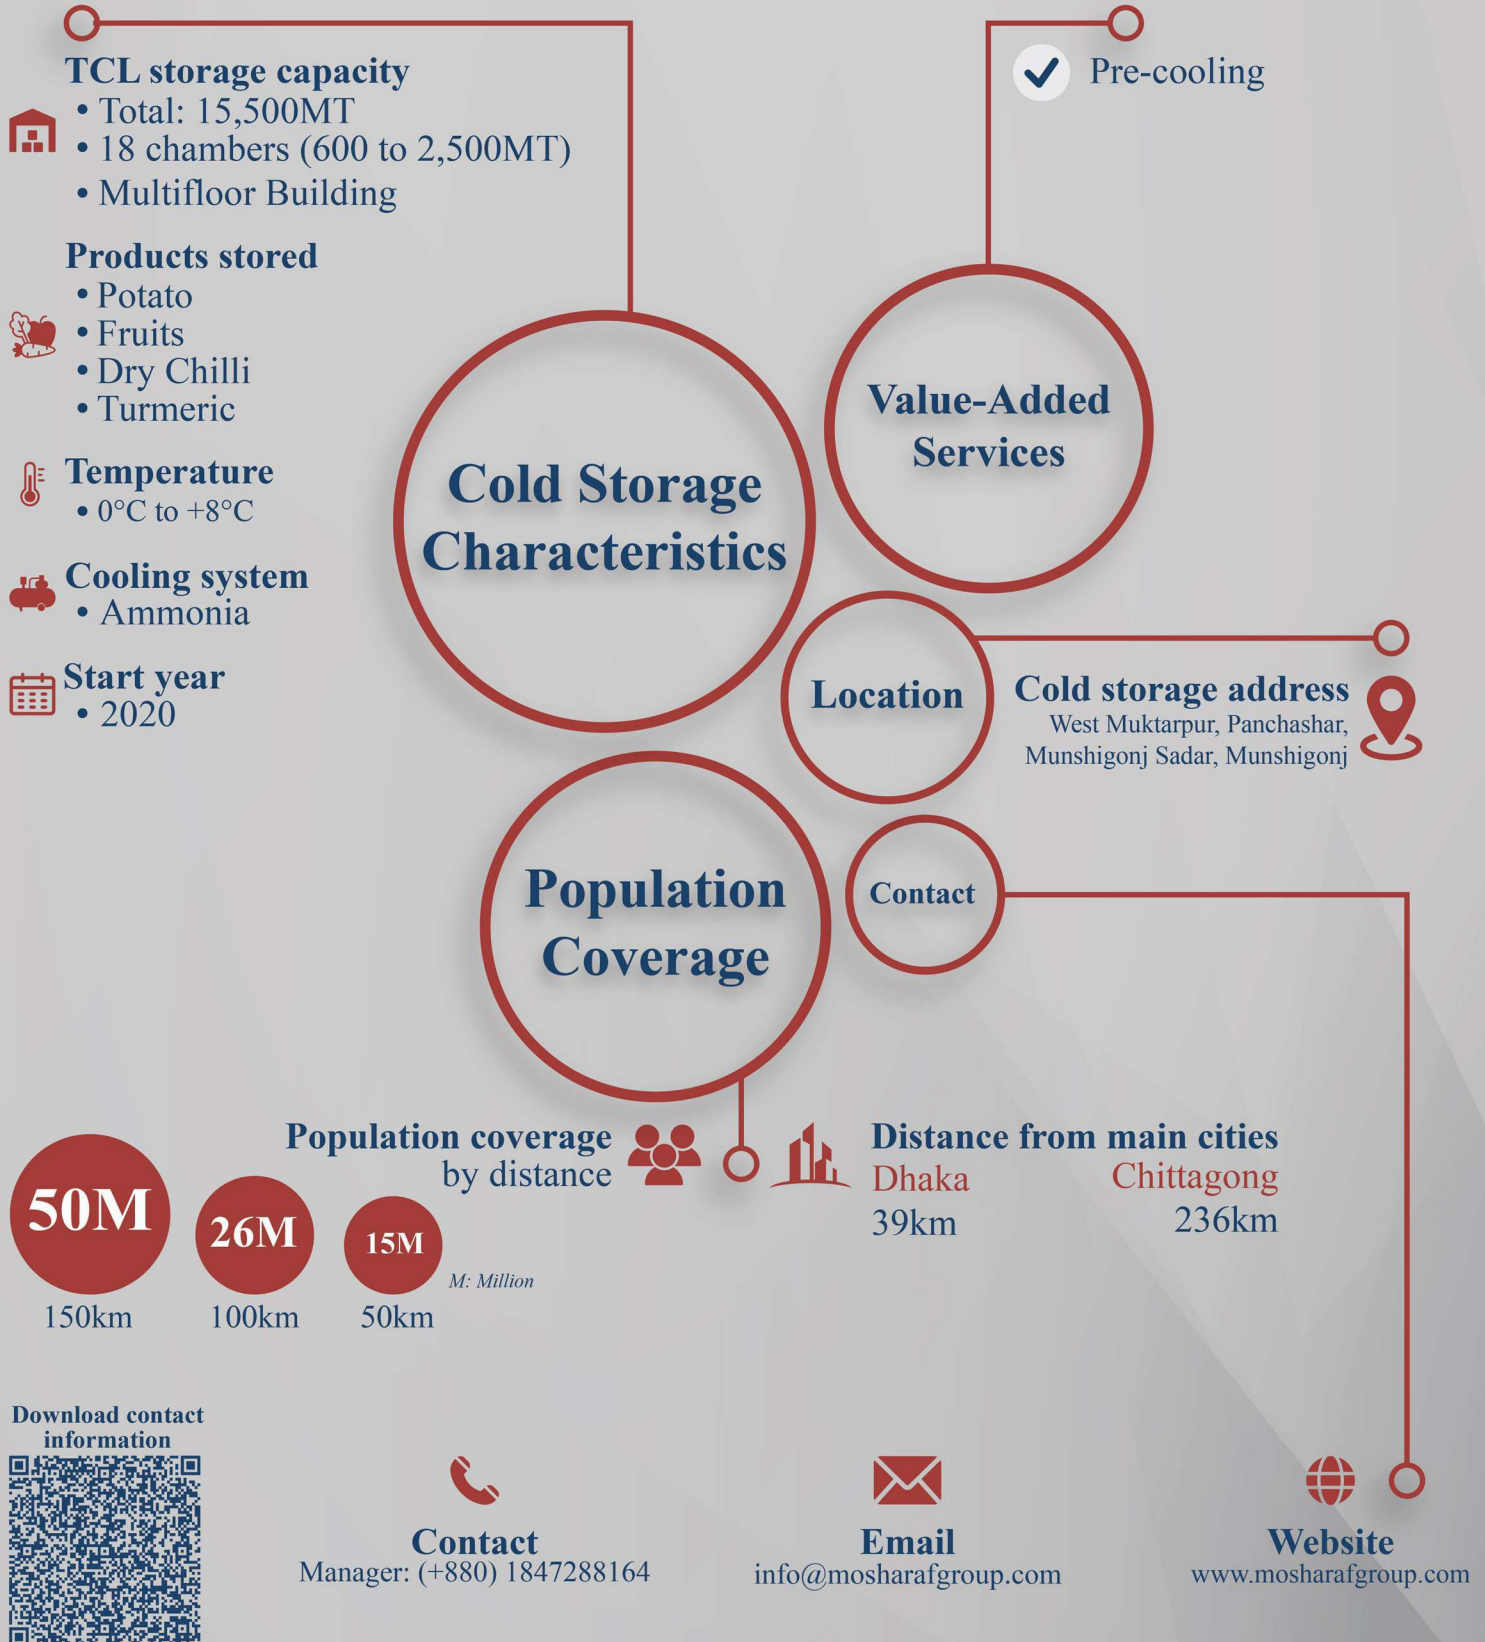 TCL storage capacity
• Total: 15,500MT
• 18 chambers (600 to 2,500MT)
• Multifloor Building
Products stored
• Potato
• Fruits
• Dry Chilli
• Turmeric
Temperature
• 0°C to +8°C
Cooling system
• Ammonia
Start year
• 2020
Cold Storage
Characteristics
Pre-cooling
Value-Added
Services
Location
Cold storage address
West Muktarpur, Panchashar,
Munshigonj Sadar, Munshigonj
Population
Coverage
Contact
Population coverage
by distance
50M
26M
15M
M: Million
150km
100km
50km
Distance from main cities
Dhaka
Chittagong
39km
236km
Download contact
information
Contact
Manager: (+880) 1847288164
Email
info@mosharafgroup.com
Website
www.mosharafgroup.com